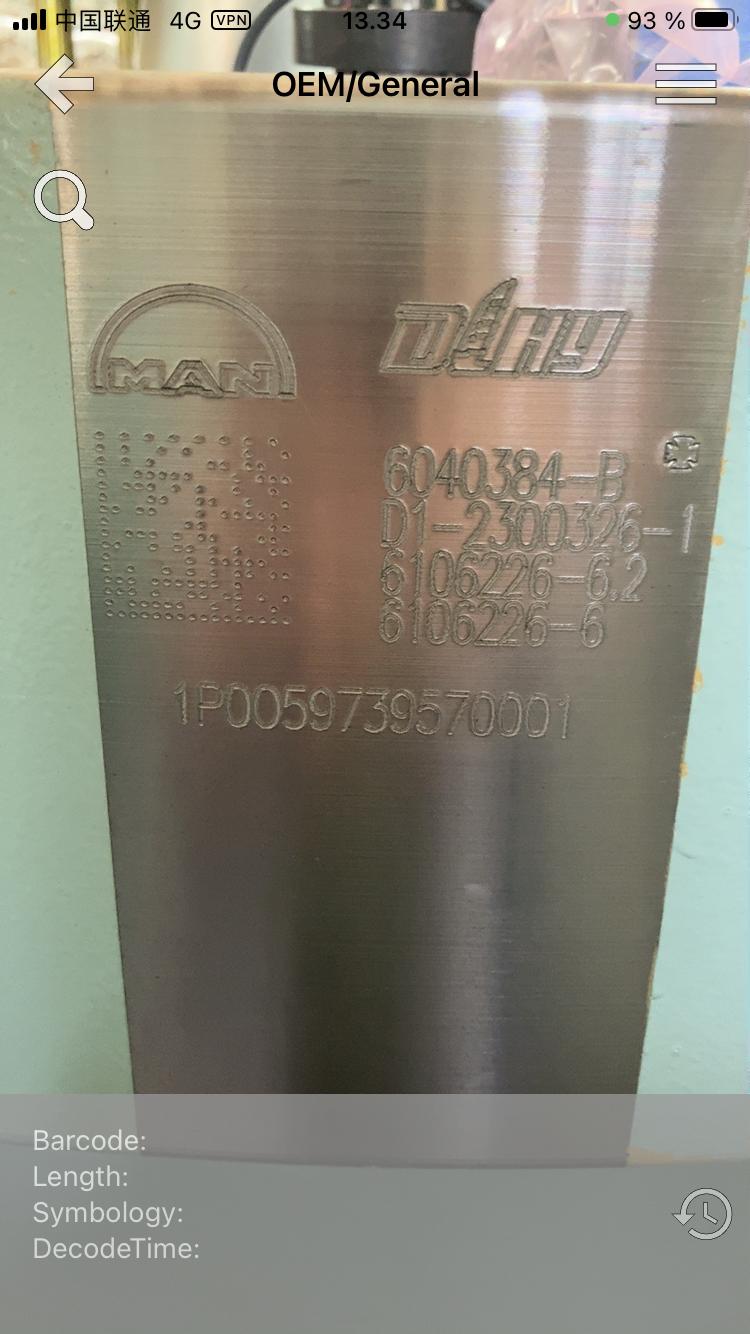 中国联通 4G VPN 13.34 93 %
OEM/General
MAN
6040384-B
D1-2300326-1
6106226-6.2
6106226-6
1P0059739570001
Barcode:
Length:
Symbology:
DecodeTime: